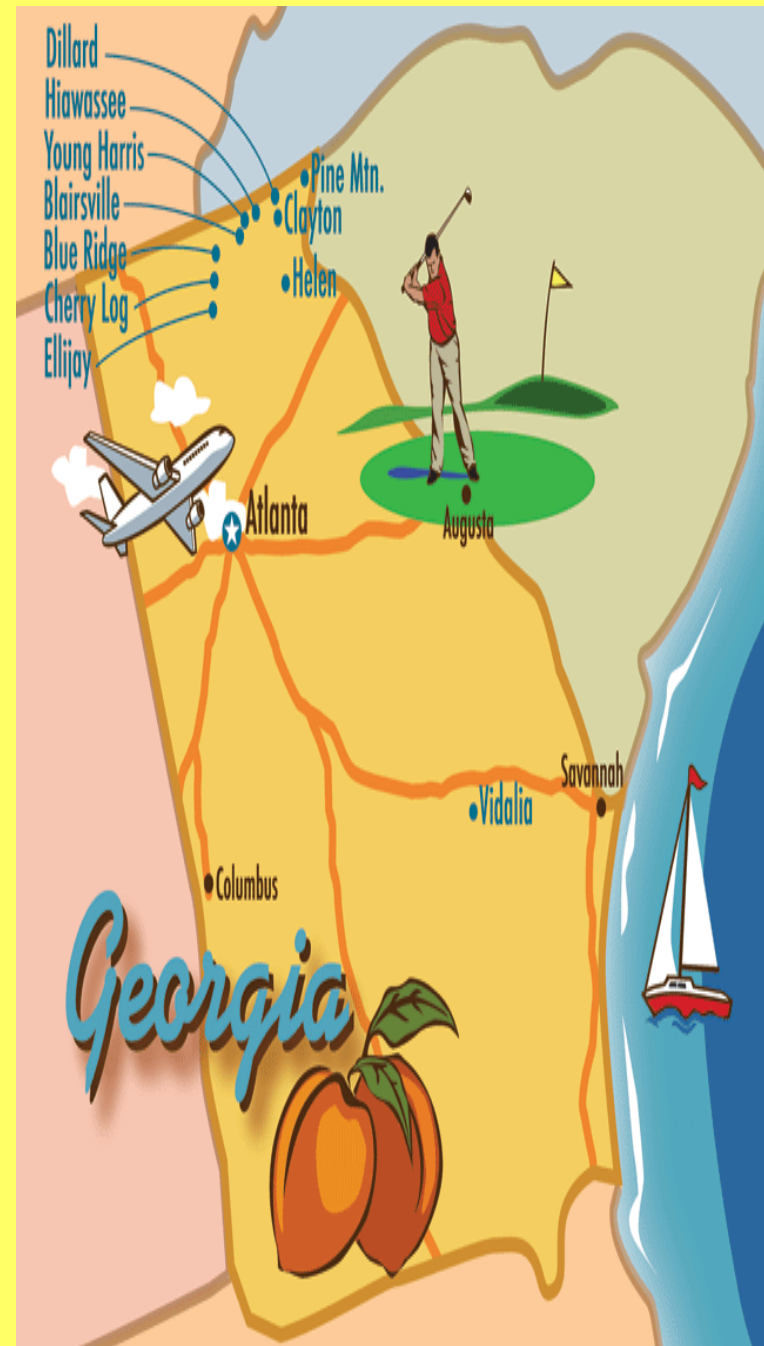 Dillard
Hiawassee
Young Harris
Blairsville
Blue Ridge
Cherry Log
Ellijay
Pine Mtn.
Clayton
Helen
Atlanta
Augusta
Savannah
Vidalia
Columbus
Georgia